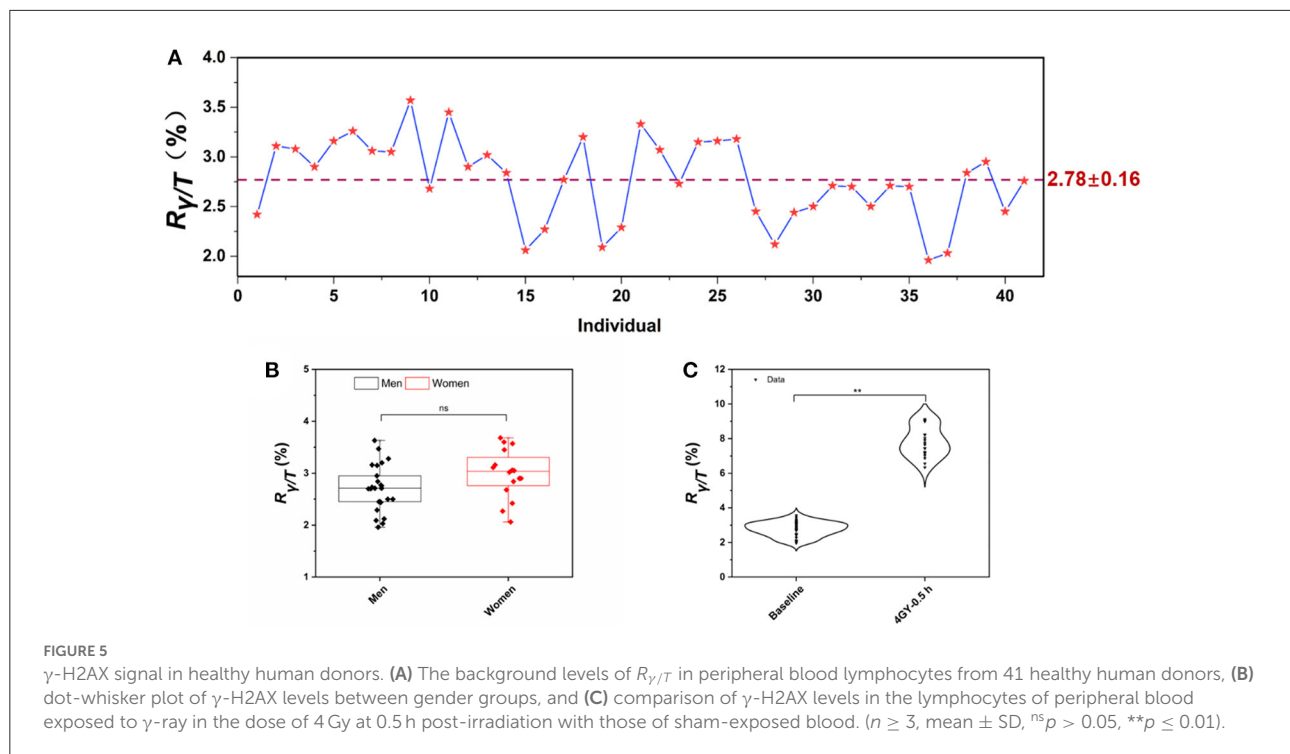 (A)
4.0
3.5
3.0
2.5
2.0
Rγ/T (%)
2.78±0.16
0 5 10 15 20 25 30 35 40
Individual
(B)
5
4
3
2
1
Rγ/T (%)
Men Women
ns
Men Women
(C)
12
10
8
6
4
2
0
Rγ/T (%)
Data
**
Baseline 4GY-0.5 h
FIGURE 5
γ-H2AX signal in healthy human donors. (A) The background levels of Rγ/T in peripheral blood lymphocytes from 41 healthy human donors, (B)
dot-whisker plot of γ-H2AX levels between gender groups, and (C) comparison of γ-H2AX levels in the lymphocytes of peripheral blood
exposed to γ-ray in the dose of 4 Gy at 0.5 h post-irradiation with those of sham-exposed blood. (n ≥ 3, mean ± SD, nsp > 0.05, **p ≤ 0.01).